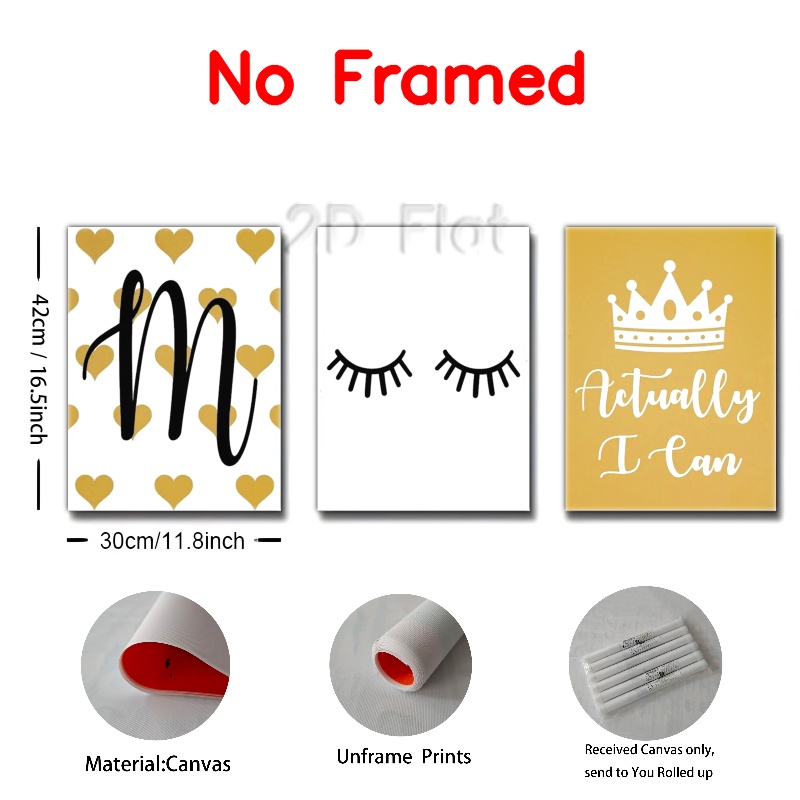 No Framed
2D Flat
42cm / 16.5inch
M
Actually
I Can
30cm/11.8inch
Material:Canvas
Unframe Prints
Received Canvas only,
send to You Rolled up